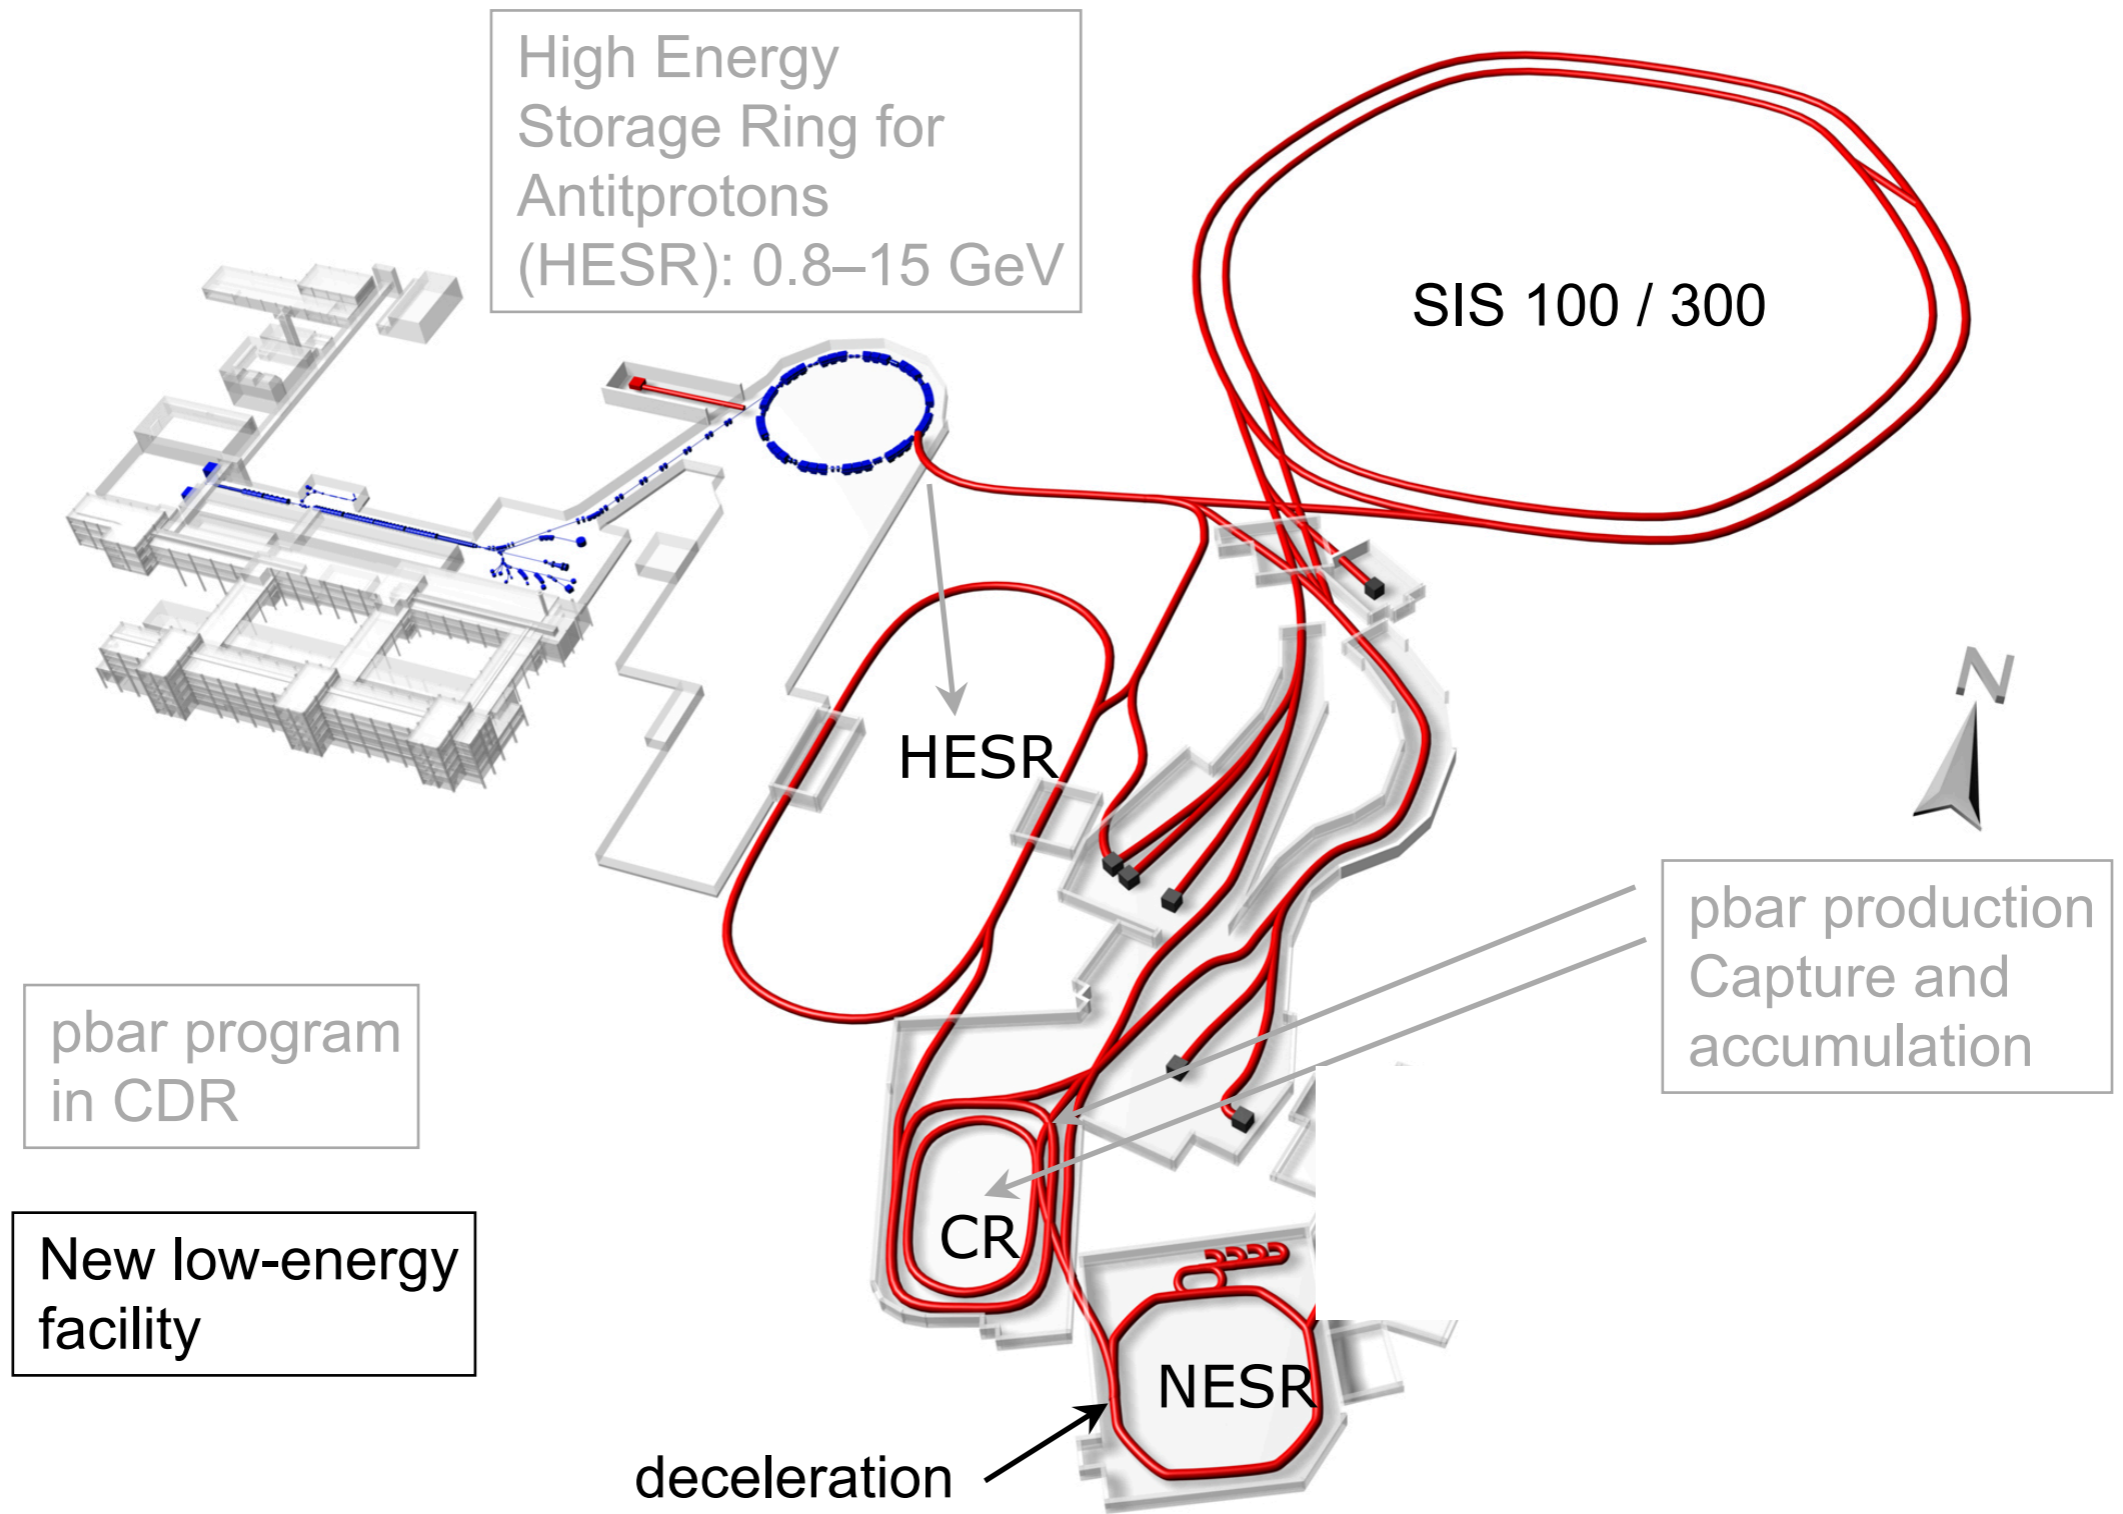 High Energy
Storage Ring for
Antitprotons
(HESR): 0.8–15 GeV
SIS 100 / 300
N
HESR
pbar production
Capture and
accumulation
pbar program
in CDR
CR
New low-energy
facility
NESR
deceleration